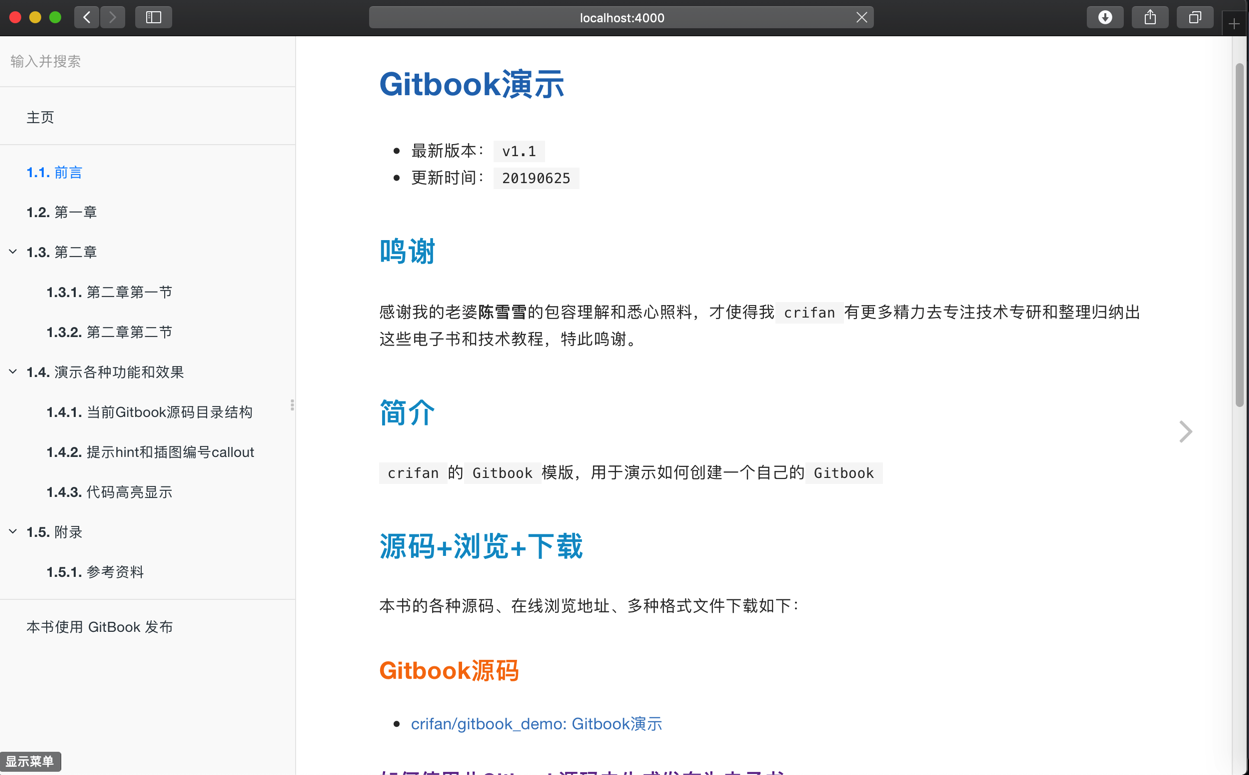 localhost:4000
输入并搜索
主页
1.1. 前言
1.2. 第一章
1.3. 第二章
1.3.1. 第二章第一节
1.3.2. 第二章第二节
1.4. 演示各种功能和效果
1.4.1. 当前Gitbook源码目录结构
1.4.2. 提示hint和插图编号callout
1.4.3. 代码高亮显示
1.5. 附录
1.5.1. 参考资料
本书使用 GitBook 发布
显示菜单
Gitbook演示
最新版本： v1.1
更新时间： 20190625
鸣谢
感谢我的老婆陈雪雪的包容理解和悉心照料，才使得我 crifan 有更多精力去专注技术专研和整理归纳出
这些电子书和技术教程，特此鸣谢。
简介
crifan 的 Gitbook 模版，用于演示如何创建一个自己的 Gitbook
源码+浏览+下载
本书的各种源码、在线浏览地址、多种格式文件下载如下：
Gitbook源码
crifan/gitbook_demo: Gitbook演示